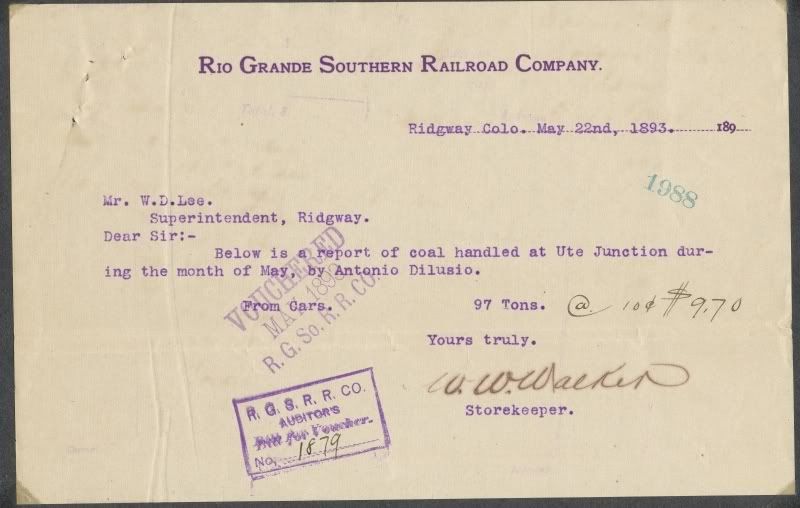 RIO GRANDE SOUTHERN RAILROAD COMPANY.
Ridgway Colo. May 22nd, 1893. 189
1988
Mr. W.D.Lee.
Superintendent, Ridgway.
Dear Sir:-
Below is a report of coal handled at Ute Junction dur-
ing the month of May, by Antonio Dilusio.
From Cars. 97 Tons. @ 10¢ $9.70
VOUCHERED
MAY 1893
R. G. So. R. R. CO.
Yours truly.
W. W. Walker
Storekeeper.
R. G. S. R. R. CO.
AUDITOR'S
Bill for Voucher.
No. 1879